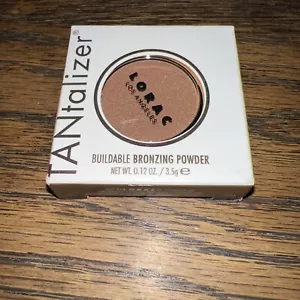 TANtalizer®
LORAC
LOS ANGELES
BUILDABLE BRONZING POWDER
NET WT. 0.12 OZ. / 3.5g e